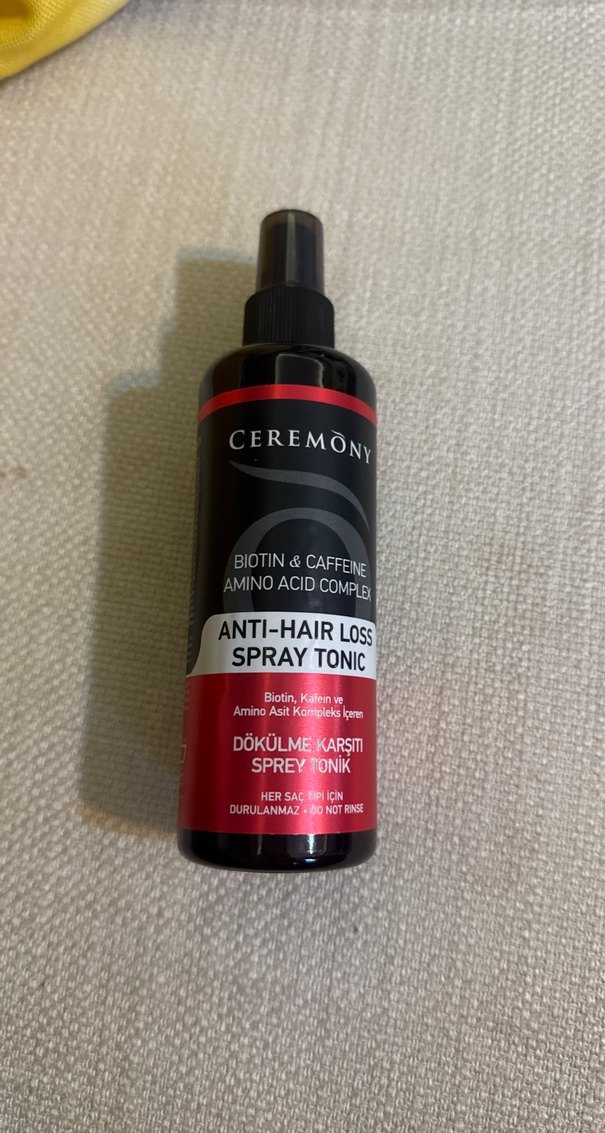 CEREMÒNY
BIOTIN & CAFFEINE
AMINO ACID COMPLEX
ANTI-HAIR LOSS
SPRAY TONIC
Biotin, Kafein ve
Amino Asit Kompleks İçeren
DÖKÜLME KARŞITI
SPREY TONİK
HER SAÇ TİPİ İÇİN
DURULANMAZ • DO NOT RINSE